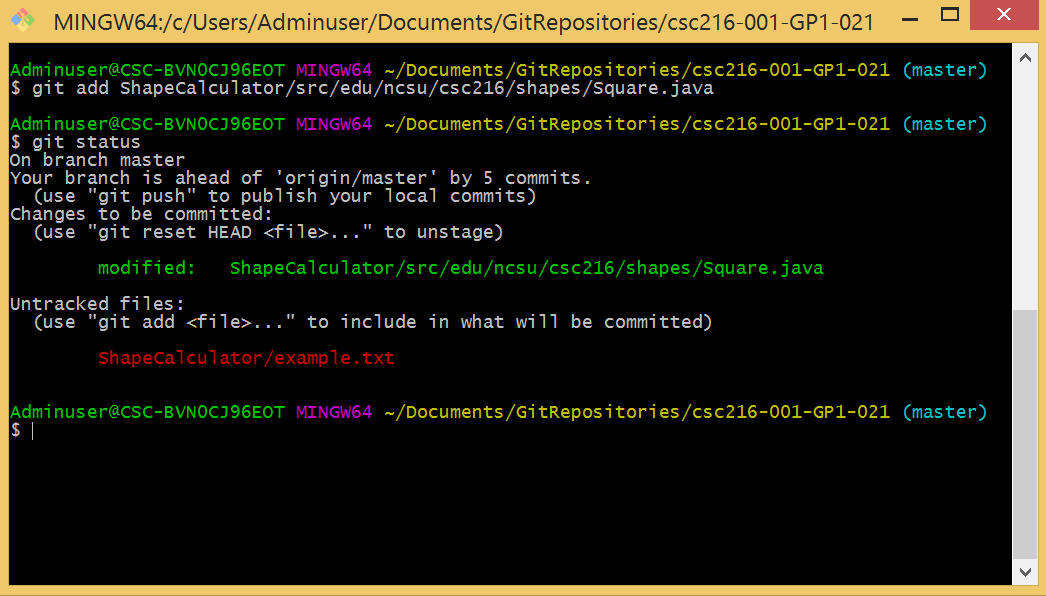 MINGW64:/c/Users/Adminuser/Documents/GitRepositories/csc216-001-GP1-021
Adminuser@CSC-BVN0CJ96EOT MINGW64 ~/Documents/GitRepositories/csc216-001-GP1-021 (master)
$ git add ShapeCalculator/src/edu/ncsu/csc216/shapes/Square.java
Adminuser@CSC-BVN0CJ96EOT MINGW64 ~/Documents/GitRepositories/csc216-001-GP1-021 (master)
$ git status
On branch master
Your branch is ahead of 'origin/master' by 5 commits.
  (use "git push" to publish your local commits)
Changes to be committed:
  (use "git reset HEAD <file>..." to unstage)
        modified:   ShapeCalculator/src/edu/ncsu/csc216/shapes/Square.java
Untracked files:
  (use "git add <file>..." to include in what will be committed)
        ShapeCalculator/example.txt
Adminuser@CSC-BVN0CJ96EOT MINGW64 ~/Documents/GitRepositories/csc216-001-GP1-021 (master)
$